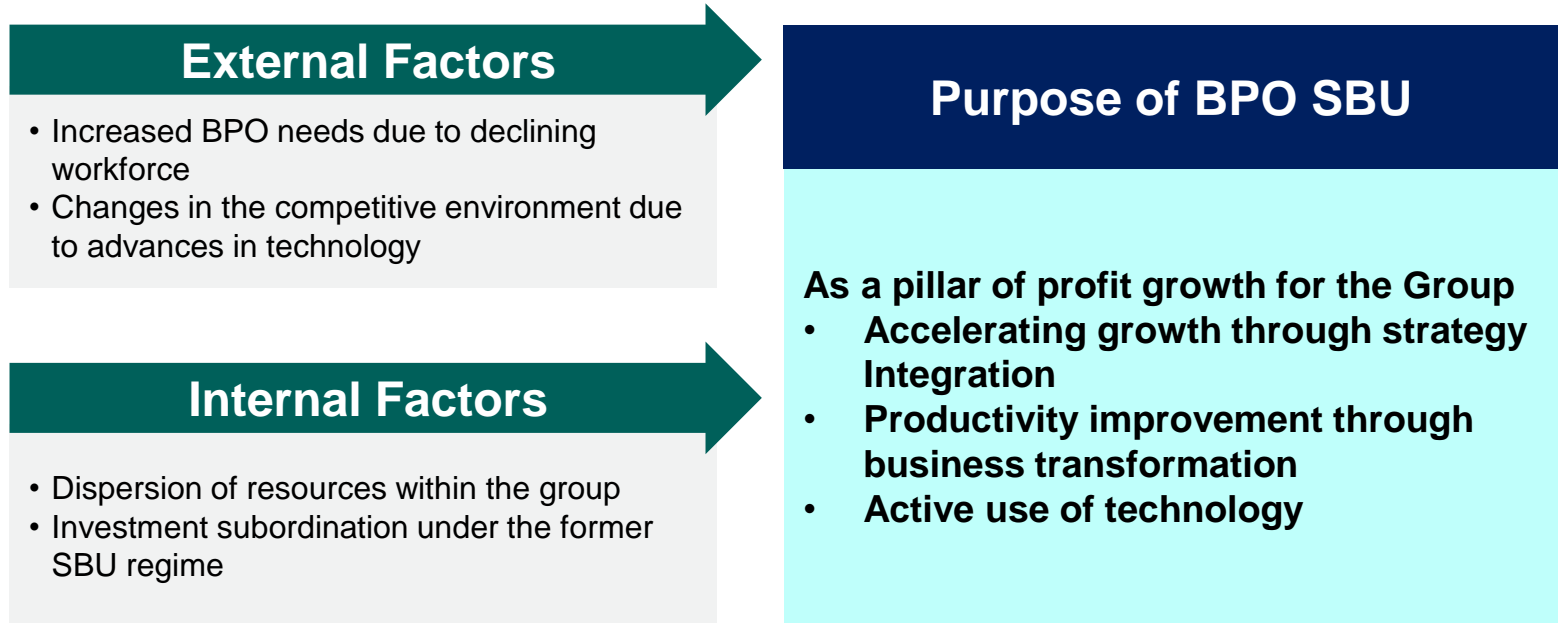 External Factors
• Increased BPO needs due to declining
workforce
• Changes in the competitive environment due
to advances in technology
Internal Factors
• Dispersion of resources within the group
• Investment subordination under the former
SBU regime
Purpose of BPO SBU
As a pillar of profit growth for the Group
• Accelerating growth through strategy
Integration
• Productivity improvement through
business transformation
• Active use of technology